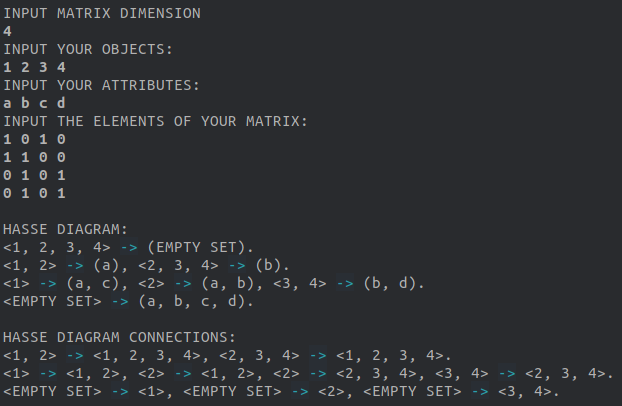 INPUT MATRIX DIMENSION
4
INPUT YOUR OBJECTS:
1 2 3 4
INPUT YOUR ATTRIBUTES:
a b c d
INPUT THE ELEMENTS OF YOUR MATRIX:
1 0 1 0
1 1 0 0
0 1 0 1
0 1 0 1

HASSE DIAGRAM:
<1, 2, 3, 4> -> (EMPTY SET).
<1, 2> -> (a), <2, 3, 4> -> (b).
<1> -> (a, c), <2> -> (a, b), <3, 4> -> (b, d).
<EMPTY SET> -> (a, b, c, d).

HASSE DIAGRAM CONNECTIONS:
<1, 2> -> <1, 2, 3, 4>, <2, 3, 4> -> <1, 2, 3, 4>.
<1> -> <1, 2>, <2> -> <1, 2>, <2> -> <2, 3, 4>, <3, 4> -> <2, 3, 4>.
<EMPTY SET> -> <1>, <EMPTY SET> -> <2>, <EMPTY SET> -> <3, 4>.